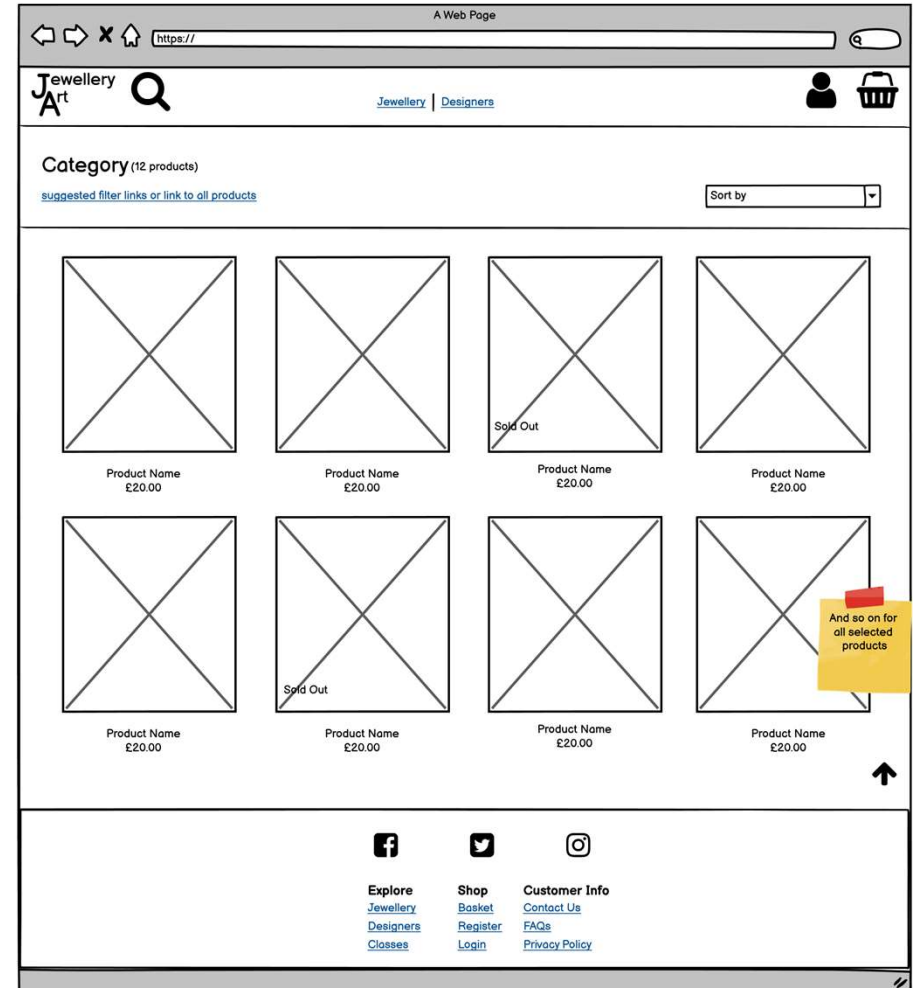 A Web Page
https://
Jewellery
Art
Jewellery | Designers
Category (12 products)
suggested filter links or link to all products
Sort by
Sold Out
Product Name
£20.00
Product Name
£20.00
Product Name
£20.00
Product Name
£20.00
And so on for
all selected
products
Sold Out
Product Name
£20.00
Product Name
£20.00
Product Name
£20.00
Product Name
£20.00
Explore
Jewellery
Designers
Classes
Shop
Basket
Register
Login
Customer Info
Contact Us
FAQs
Privacy Policy